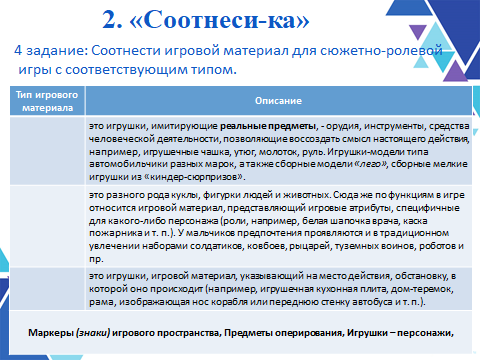 2. «Соотнеси-ка»
4 задание: Соотнести игровой материал для сюжетно-ролевой
игры с соответствующим типом.
Тип игрового
материала
Описание
это игрушки, имитирующие реальные предметы, - орудия, инструменты, средства
человеческой деятельности, позволяющие воссоздать смысл настоящего действия,
например, игрушечные чашка, утюг, молоток, руль. Игрушки-модели типа
автомобильчики разных марок, а также сборные модели «лего», сборные мелкие
игрушки из «киндер-сюрпризов».
это разного рода куклы, фигурки людей и животных. Сюда же по функциям в игре
относится игровой материал, представляющий игровые атрибуты, специфичные
для какого-либо персонажа (роли, например, белая шапочка врача, каска
пожарника и т. п.). У мальчиков предпочтения проявляются и в традиционном
увлечении наборами солдатиков, ковбоев, рыцарей, туземных воинов, роботов и
пр.
это игрушки, игровой материал, указывающий на место действия, обстановку, в
которой оно происходит (например, игрушечная кухонная плита, дом-теремок,
рама, изображающая нос корабля или переднюю стенку автобуса и т. п.).
Маркеры (знаки) игрового пространства, Предметы оперирования, Игрушки – персонажи,